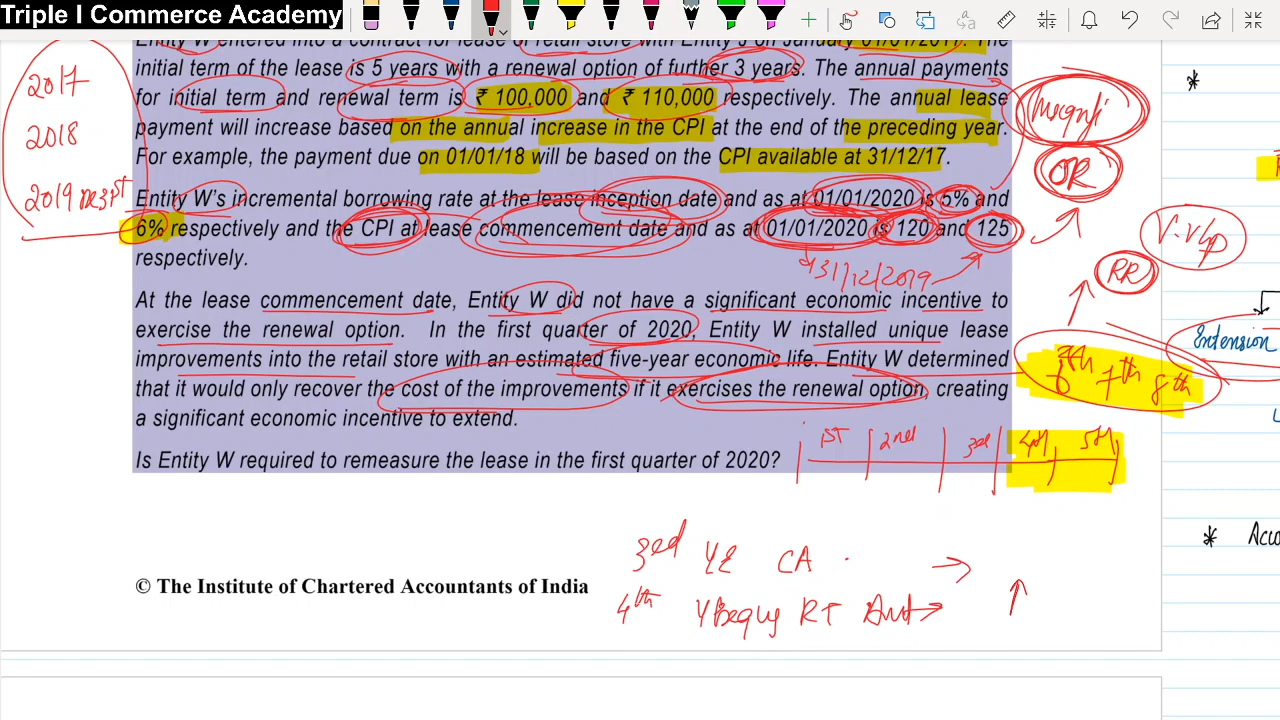 Triple I Commerce Academy
Entity W entered into a contract for lease of retail store with Entity J on January 01/01/2017. The
initial term of the lease is 5 years with a renewal option of further 3 years. The annual payments
for initial term and renewal term is ₹ 100,000 and ₹ 110,000 respectively. The annual lease
payment will increase based on the annual increase in the CPI at the end of the preceding year.
For example, the payment due on 01/01/18 will be based on the CPI available at 31/12/17.
Entity W's incremental borrowing rate at the lease inception date and as at 01/01/2020 is 5% and
6% respectively and the CPI at lease commencement date and as at 01/01/2020 is 120 and 125
respectively.
At the lease commencement date, Entity W did not have a significant economic incentive to
exercise the renewal option. In the first quarter of 2020, Entity W installed unique lease
improvements into the retail store with an estimated five-year economic life. Entity W determined
that it would only recover the cost of the improvements if it exercises the renewal option, creating
a significant economic incentive to extend.
Is Entity W required to remeasure the lease in the first quarter of 2020?
© The Institute of Chartered Accountants of India
2017
2018
2019
31/12/2019
OR
RR
7th 8th
1ST 2nd 3rd 4th 5th
3rd YE CA
4th RT
Extension
*
* Acco